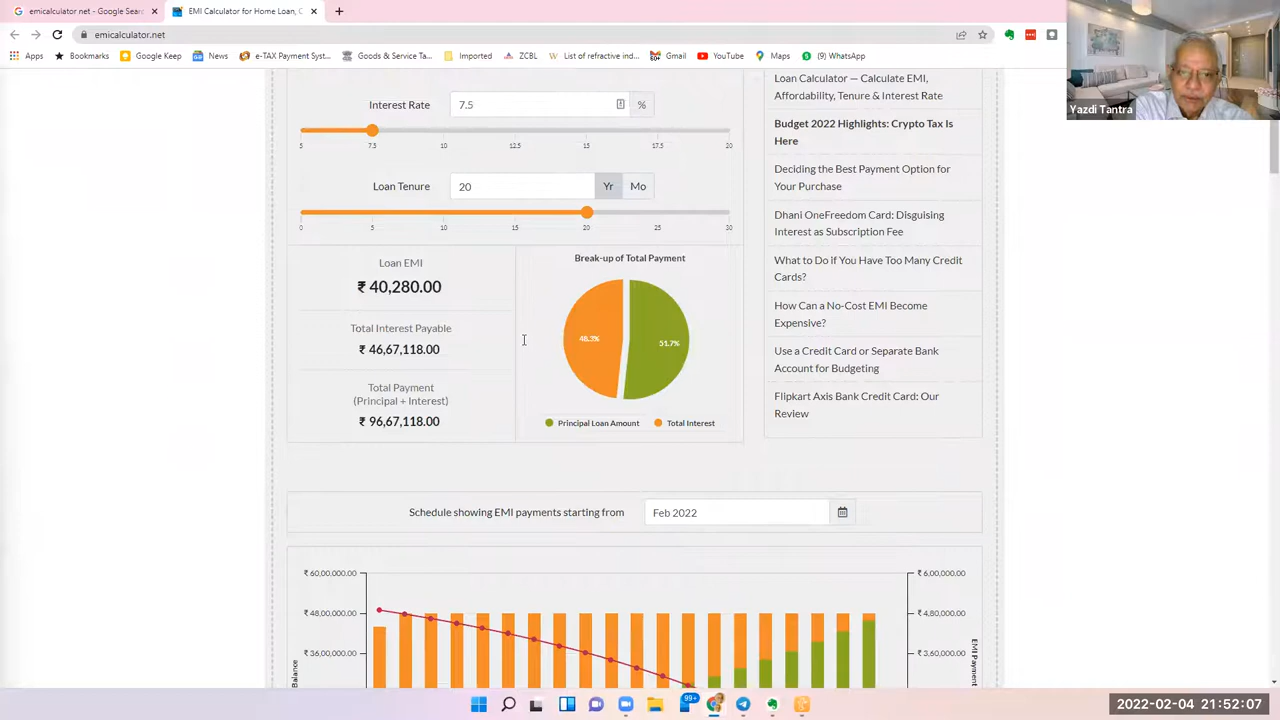 emicalculator net - Google Sear
EMI Calculator for Home Loan, C
emicalculator.net
Apps
Bookmarks
Google Keep
News
e-TAX Payment Syst...
Goods & Service Ta...
Imported
ZCBL
List of refractive ind...
Gmail
YouTube
Maps
(9) WhatsApp
Yazdi Tantra
Interest Rate
7.5
%
5 7.5 10 12.5 15 17.5 20
Loan Tenure
20
Yr Mo
0 5 10 15 20 25 30
Loan EMI
₹ 40,280.00
Total Interest Payable
₹ 46,67,118.00
Total Payment
(Principal + Interest)
₹ 96,67,118.00
Break-up of Total Payment
48.3%
51.7%
Principal Loan Amount
Total Interest
Loan Calculator — Calculate EMI,
Affordability, Tenure & Interest Rate
Budget 2022 Highlights: Crypto Tax Is
Here
Deciding the Best Payment Option for
Your Purchase
Dhani OneFreedom Card: Disguising
Interest as Subscription Fee
What to Do if You Have Too Many Credit
Cards?
How Can a No-Cost EMI Become
Expensive?
Use a Credit Card or Separate Bank
Account for Budgeting
Flipkart Axis Bank Credit Card: Our
Review
Schedule showing EMI payments starting from
Feb 2022
₹ 60,00,000.00
₹ 48,00,000.00
₹ 36,00,000.00
Balance
₹ 6,00,000.00
₹ 4,80,000.00
₹ 3,60,000.00
EMI Payment
99+
2022-02-04 21:52:07